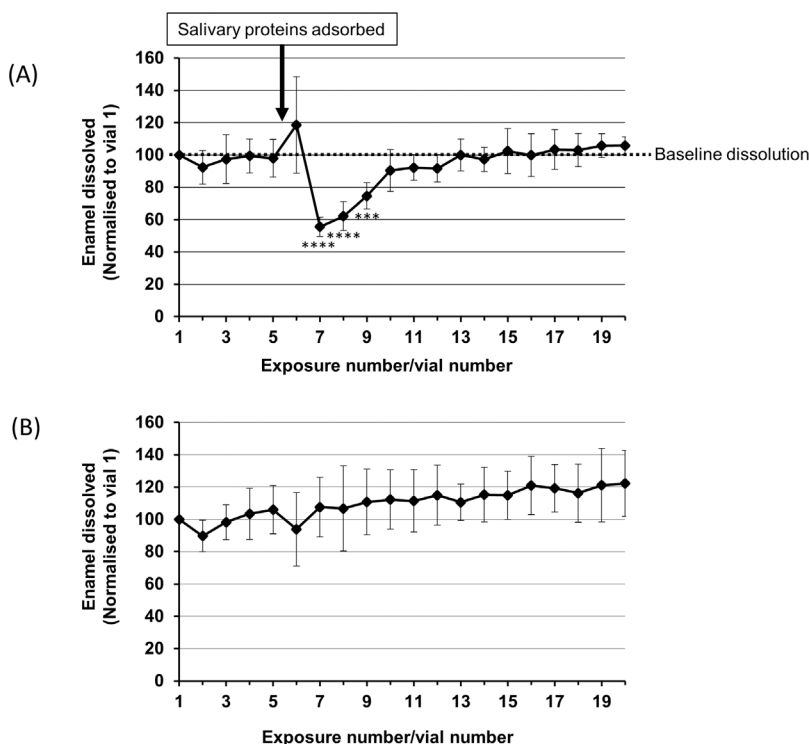 Salivary proteins adsorbed
(A)
160
140
120
100
80
60
40
20
0
Enamel dissolved
(Normalised to vial 1)
Baseline dissolution
****
****
***
1 3 5 7 9 11 13 15 17 19
Exposure number/vial number
(B)
160
140
120
100
80
60
40
20
0
Enamel dissolved
(Normalised to vial 1)
1 3 5 7 9 11 13 15 17 19
Exposure number/vial number